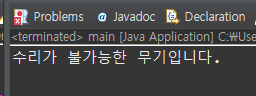 Problems @ Javadoc Declaration
<terminated> main [Java Application] C:\Use
수리가 불가능한 무기입니다.